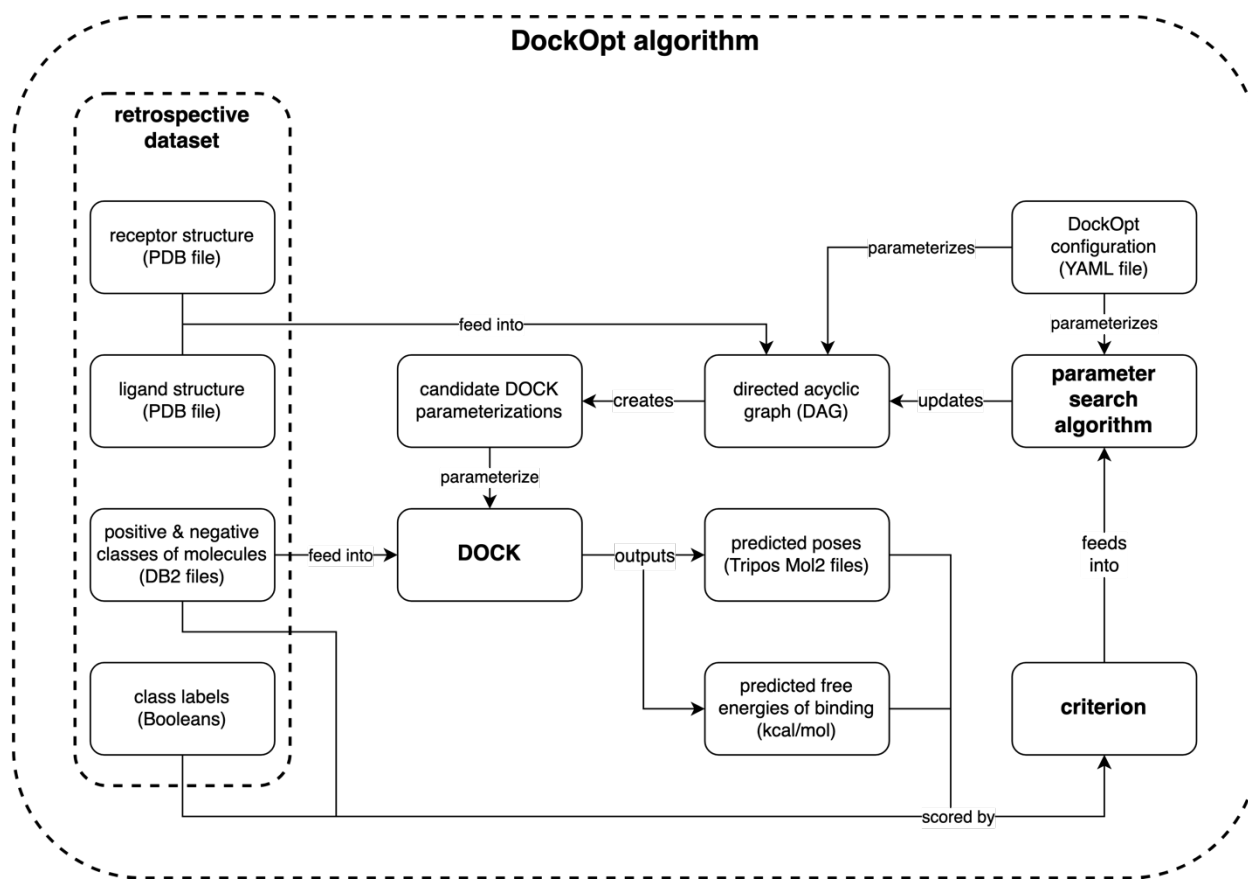 DockOpt algorithm
retrospective
dataset
receptor structure
(PDB file)
DockOpt
configuration
(YAML file)
parameterizes
parameterizes
feed into
ligand structure
(PDB file)
candidate DOCK
parameterizations
creates
directed acyclic
graph (DAG)
updates
parameter
search
algorithm
parameterize
positive & negative
classes of molecules
(DB2 files)
feed into
DOCK
outputs
predicted poses
(Tripos Mol2 files)
feeds
into
class labels
(Booleans)
predicted free
energies of binding
(kcal/mol)
criterion
scored by